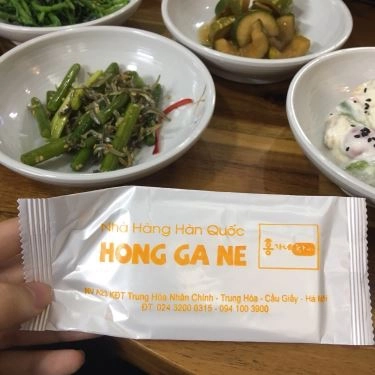 Nhà Hàng Hàn Quốc
HONG GA NE
홍가네
KĐT Trung Hòa Nhân Chính - Trung Hòa - Cầu Giấy - Hà Nội
ĐT: 024 3200 0315 - 094 100 3900